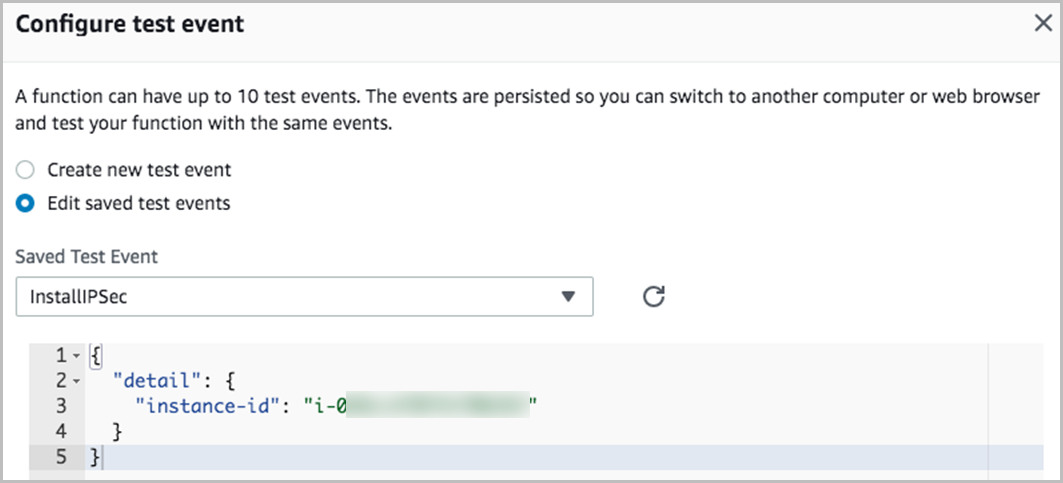 Configure test event
A function can have up to 10 test events. The events are persisted so you can switch to another computer or web browser
and test your function with the same events.
Create new test event
Edit saved test events
Saved Test Event
InstallIPSec
1 {
2 "detail": {
3 "instance-id": "i-0 "
4 }
5 }